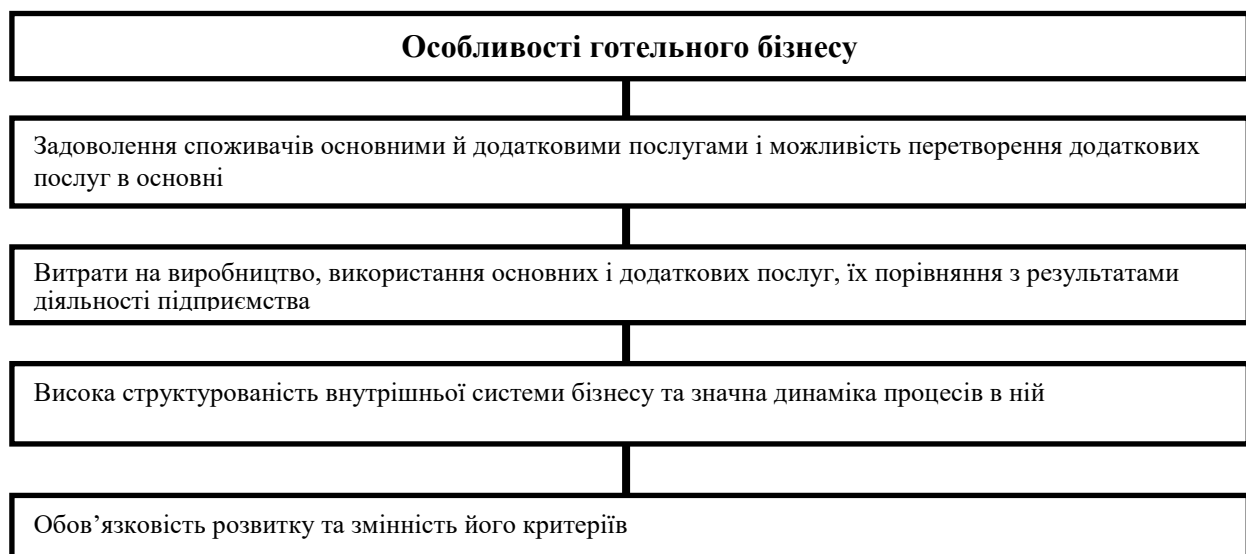 Особливості готельного бізнесу
Задоволення споживачів основними й додатковими послугами і можливість перетворення додаткових
послуг в основні
Витрати на виробництво, використання основних і додаткових послуг, їх порівняння з результатами
діяльності підприємства
Висока структурованість внутрішньої системи бізнесу та значна динаміка процесів в ній
Обов’язковість розвитку та змінність його критеріїв